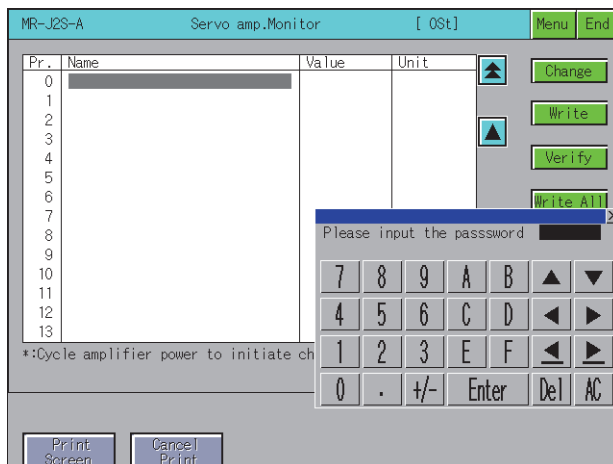 MR-J2S-A Servo amp.Monitor [ 0St] Menu End
Pr. Name Value Unit
0
1
2
3
4
5
6
7
8
9
10
11
12
13
Change
Write
Verify
Write All
Please input the passsword
7 8 9 A B ▲ ▼
4 5 6 C D ◀ ▶
1 2 3 E F ◀ ▶
0 . +/- Enter Del AC
*:Cycle amplifier power to initiate ch
Print Screen
Cancel Print